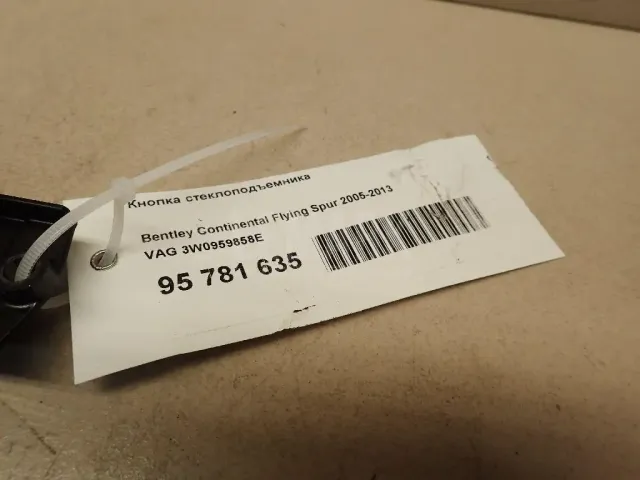 Кнопка стеклоподъемника
Bentley Continental Flying Spur 2005-2013
VAG 3W0959858E
95 781 635